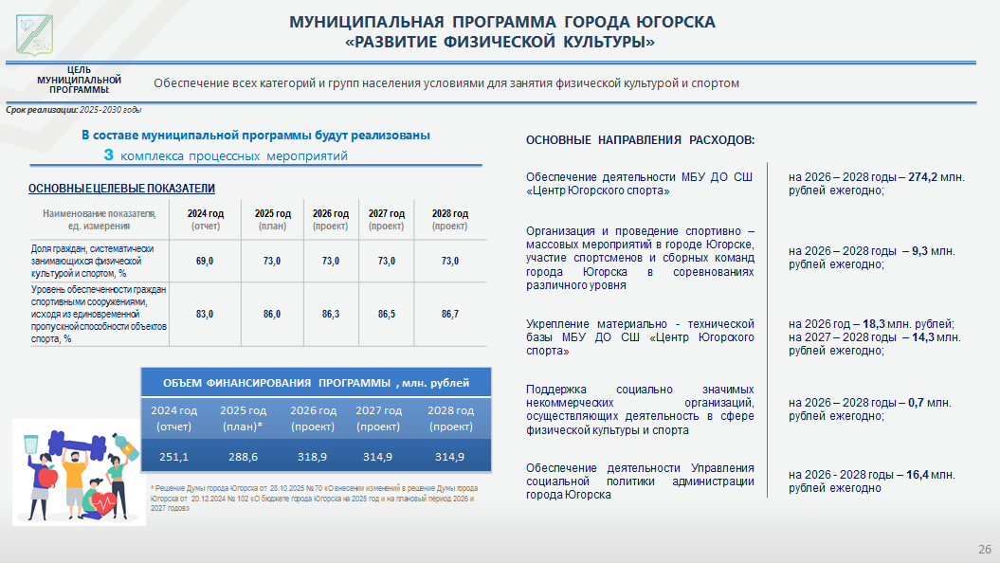 МУНИЦИПАЛЬНАЯ ПРОГРАММА ГОРОДА ЮГОРСКА
«РАЗВИТИЕ ФИЗИЧЕСКОЙ КУЛЬТУРЫ»
ЦЕЛЬ
МУНИЦИПАЛЬНОЙ
ПРОГРАММЫ:
Обеспечение всех категорий и групп населения условиями для занятия физической культурой и спортом
Срок реализации: 2025-2030 годы
В составе муниципальной программы будут реализованы
3 комплекса процессных мероприятий
ОСНОВНЫЕ ЦЕЛЕВЫЕ ПОКАЗАТЕЛИ
Наименование показателя, ед. измерения | 2024 год (отчет) | 2025 год (план) | 2026 год (проект) | 2027 год (проект) | 2028 год (проект)
Доля граждан, систематически
занимающихся физической
культурой и спортом, %
69,0 73,0 73,0 73,0 73,0
Уровень обеспеченности граждан
спортивными сооружениями,
исходя из единовременной
пропускной способности объектов
спорта, %
83,0 86,0 86,3 86,5 86,7
ОБЪЕМ ФИНАНСИРОВАНИЯ ПРОГРАММЫ , млн. рублей
2024 год 2025 год 2026 год 2027 год 2028 год
(отчет) (план)* (проект) (проект) (проект)
251,1 288,6 318,9 314,9 314,9
* Решение Думы города Югорска от 28.10.2025 № 70 «О внесении изменений в решение Думы города
Югорска от 20.12.2024 № 102 «О бюджете города Югорска на 2025 год и на плановый период 2026 и
2027 годов»
ОСНОВНЫЕ НАПРАВЛЕНИЯ РАСХОДОВ:
Обеспечение деятельности МБУ ДО СШ
«Центр Югорского спорта»
на 2026 – 2028 годы – 274,2 млн.
рублей ежегодно;
Организация и проведение спортивно –
массовых мероприятий в городе Югорске,
участие спортсменов и сборных команд
города Югорска в соревнованиях
различного уровня
на 2026 – 2028 годы – 9,3 млн.
рублей ежегодно;
Укрепление материально - технической
базы МБУ ДО СШ «Центр Югорского
спорта»
на 2026 год – 18,3 млн. рублей;
на 2027 – 2028 годы – 14,3 млн.
рублей ежегодно;
Поддержка социально значимых
некоммерческих организаций,
осуществляющих деятельность в сфере
физической культуры и спорта
на 2026 – 2028 годы – 0,7 млн.
рублей ежегодно;
Обеспечение деятельности Управления
социальной политики администрации
города Югорска
на 2026 - 2028 годы – 16,4 млн.
рублей ежегодно
26